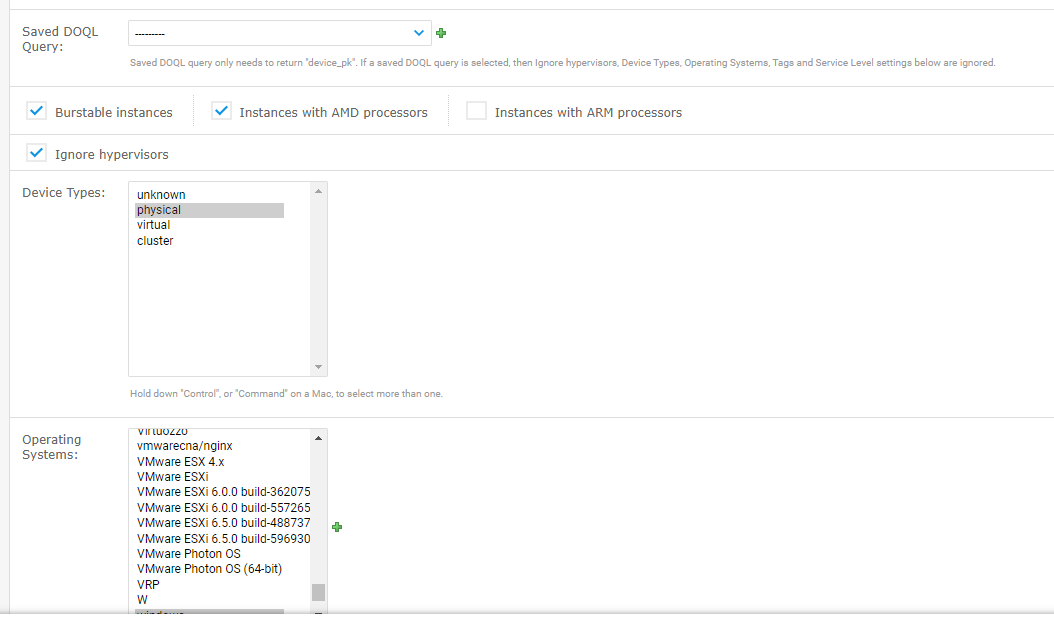 Saved DOQL
Query:
---------
Saved DOQL query only needs to return "device_pk". If a saved DOQL query is selected, then Ignore hypervisors, Device Types, Operating Systems, Tags and Service Level settings below are ignored.
Burstable instances
Instances with AMD processors
Instances with ARM processors
Ignore hypervisors
Device Types:
unknown
physical
virtual
cluster
Hold down "Control", or "Command" on a Mac, to select more than one.
Operating
Systems:
Virtuozzo
vmwarecna/nginx
VMware ESX 4.x
VMware ESXi
VMware ESXi 6.0.0 build-362075
VMware ESXi 6.0.0 build-557265
VMware ESXi 6.5.0 build-488737
VMware ESXi 6.5.0 build-596930
VMware Photon OS
VMware Photon OS (64-bit)
VRP
W
windows